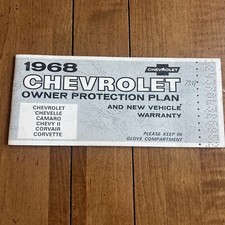 1968
CHEVROLET
CHEVROLET
OWNER PROTECTION PLAN
AND NEW VEHICLE
WARRANTY
CHEVROLET
CHEVELLE
CAMARO
CHEVY II
CORVAIR
CORVETTE
PLEASE KEEP IN
GLOVE COMPARTMENT